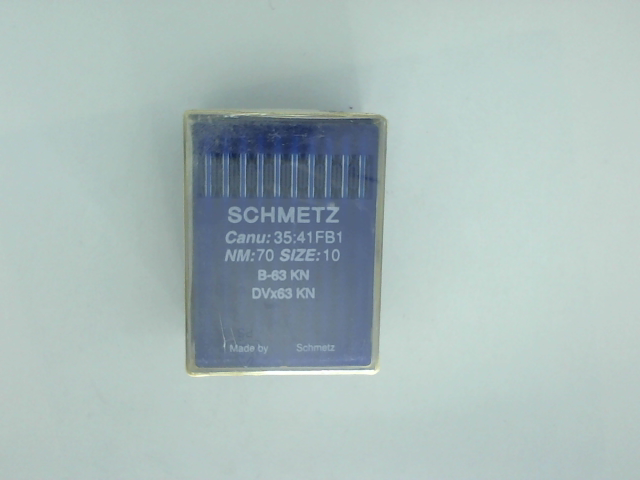 SCHMETZ
Canu: 35:41FB1
NM:70 SIZE:10
B-63 KN
DVx63 KN
Made by Schmetz